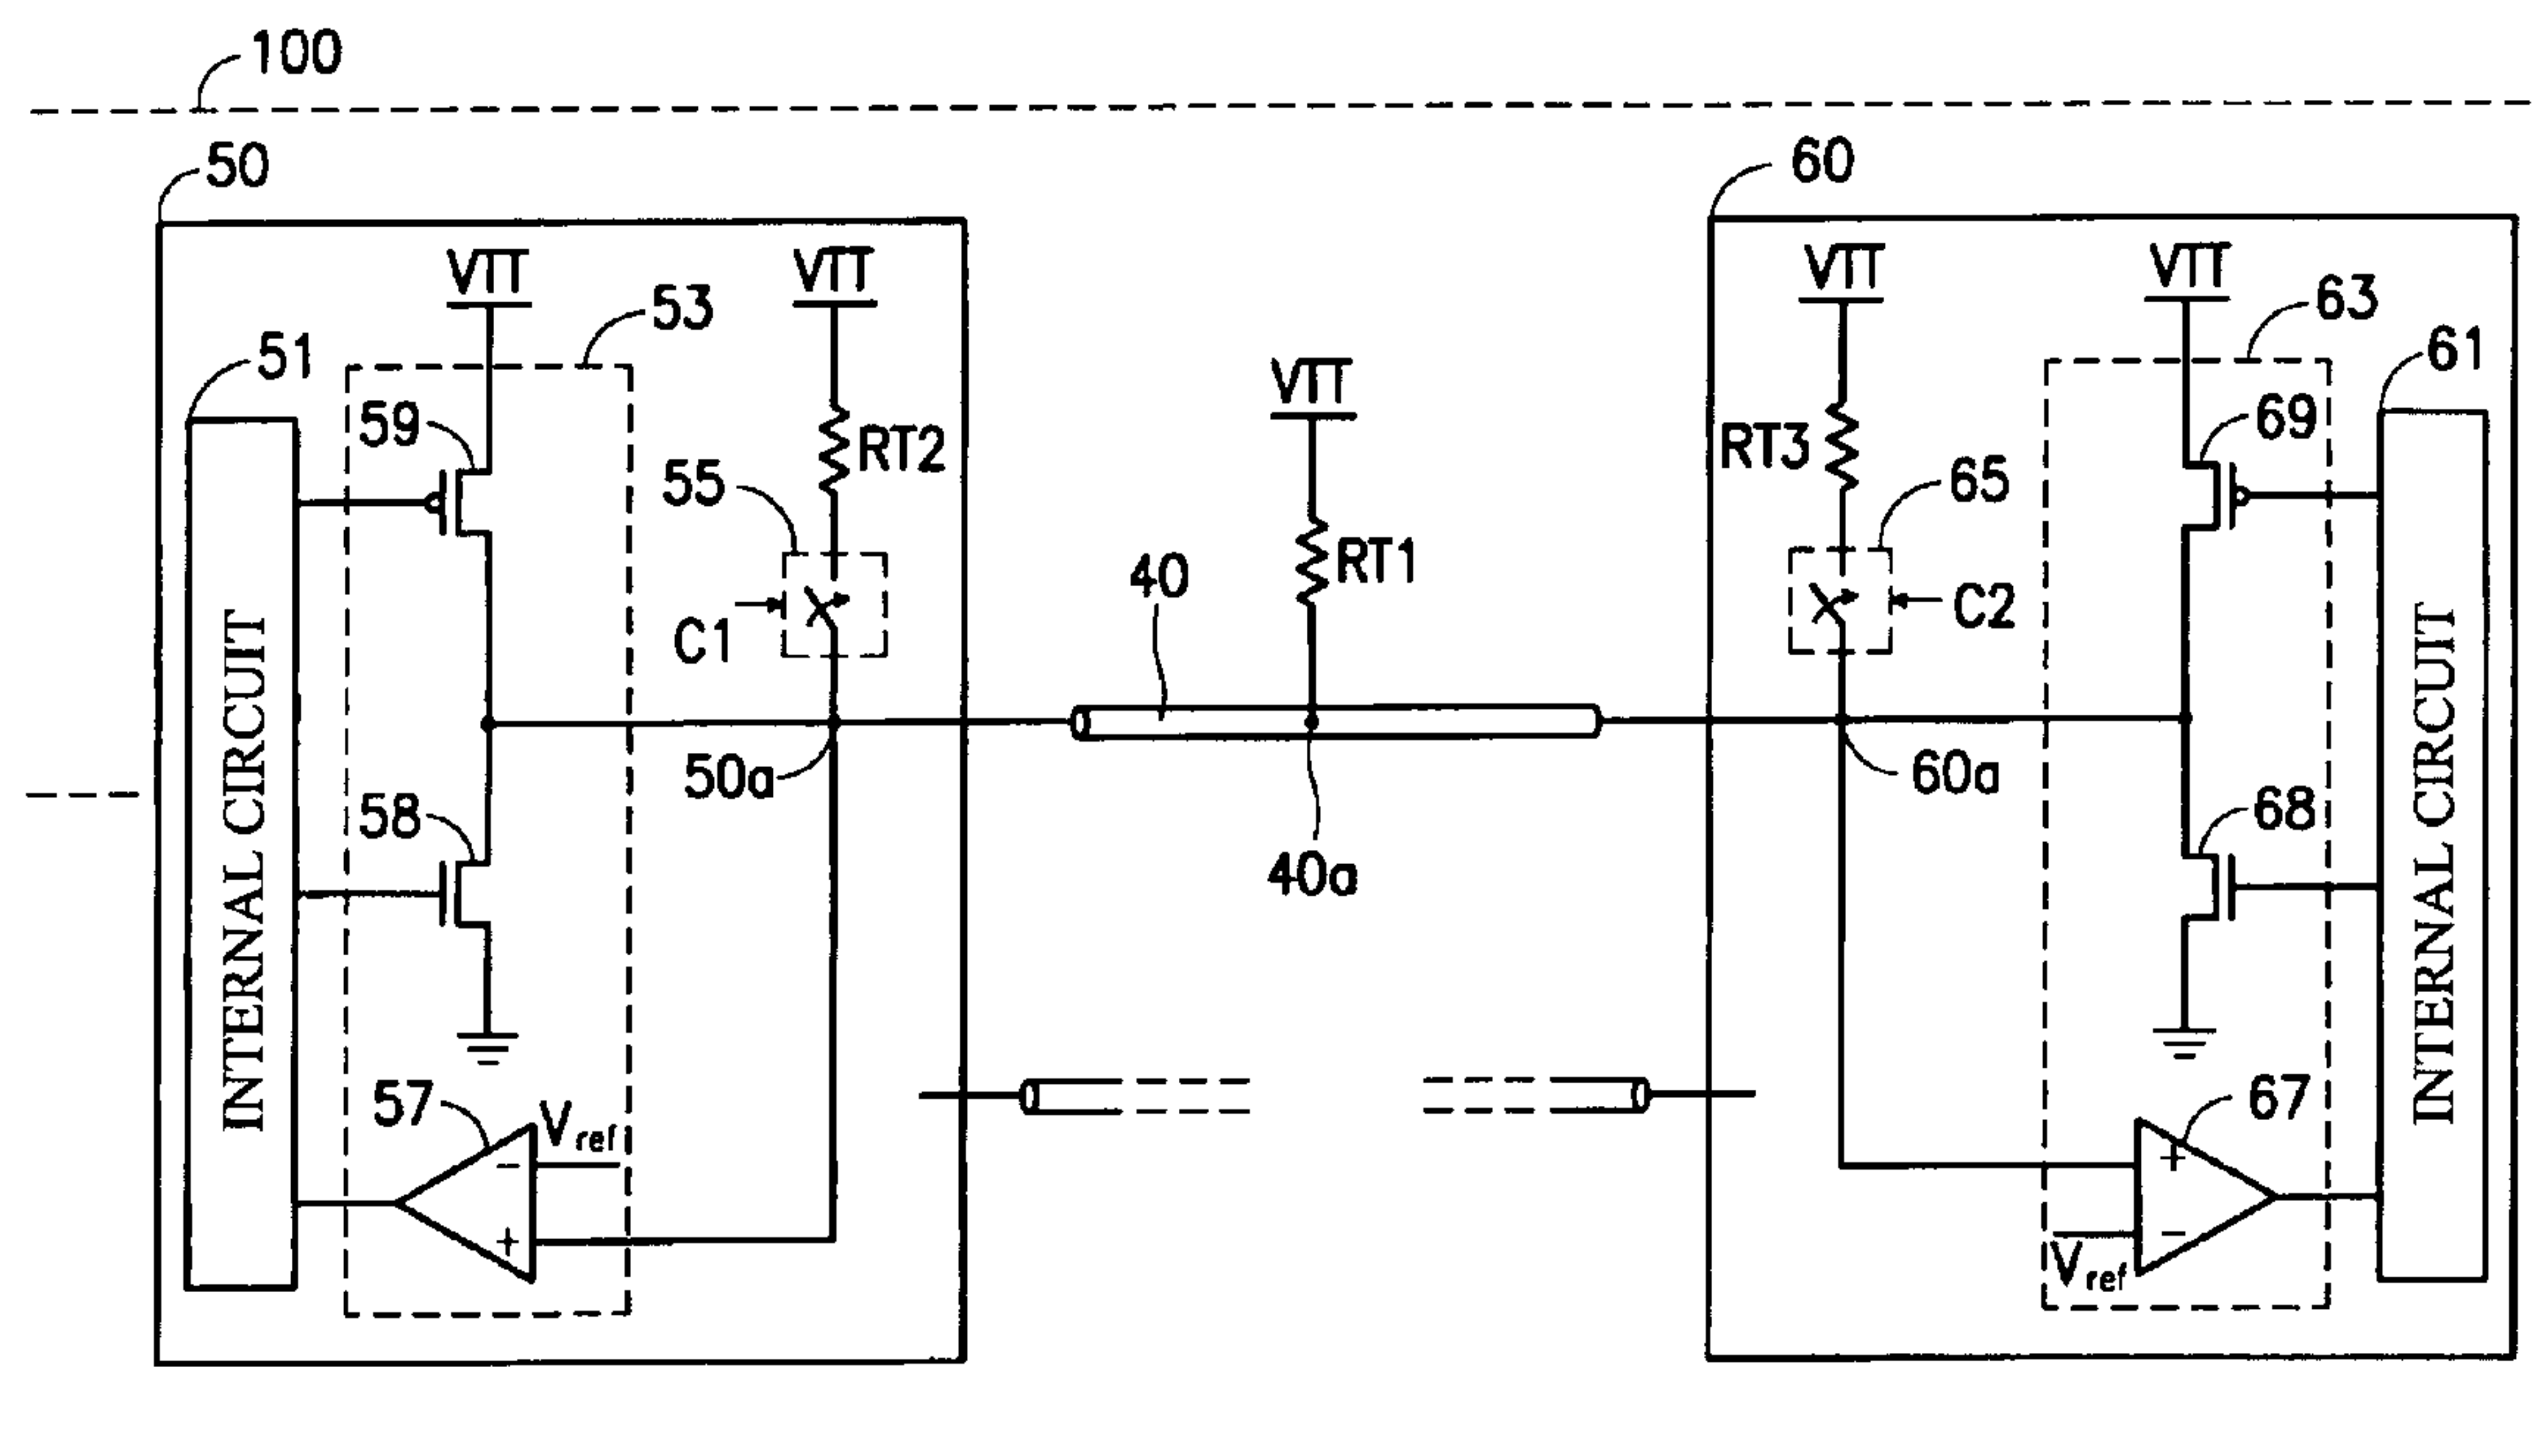 100
50
60
VTT
VTT
VTT
VTT
53
63
51
61
VTT
59
69
RT2
RT3
55
65
RT1
40
C1
C2
INTERNAL CIRCUIT
INTERNAL CIRCUIT
50a
60a
58
68
40a
57
Vref
67
−
+
+
−
Vref